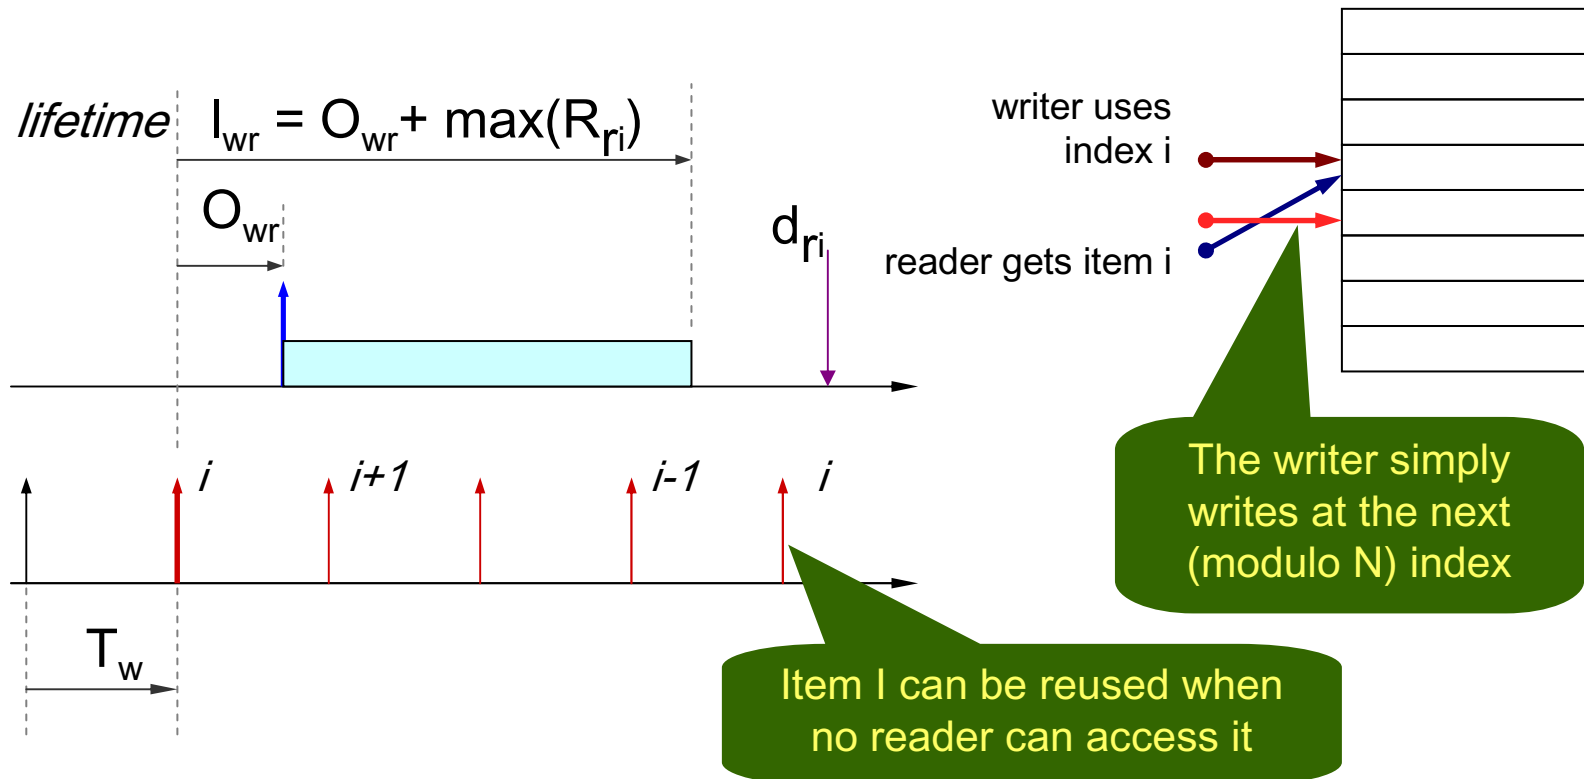 lifetime
l_wr = O_wr + max(R_ri)
O_wr
d_ri
i
i+1
i-1
i
T_w
writer uses
index i
reader gets item i
The writer simply
writes at the next
(modulo N) index
Item I can be reused when
no reader can access it